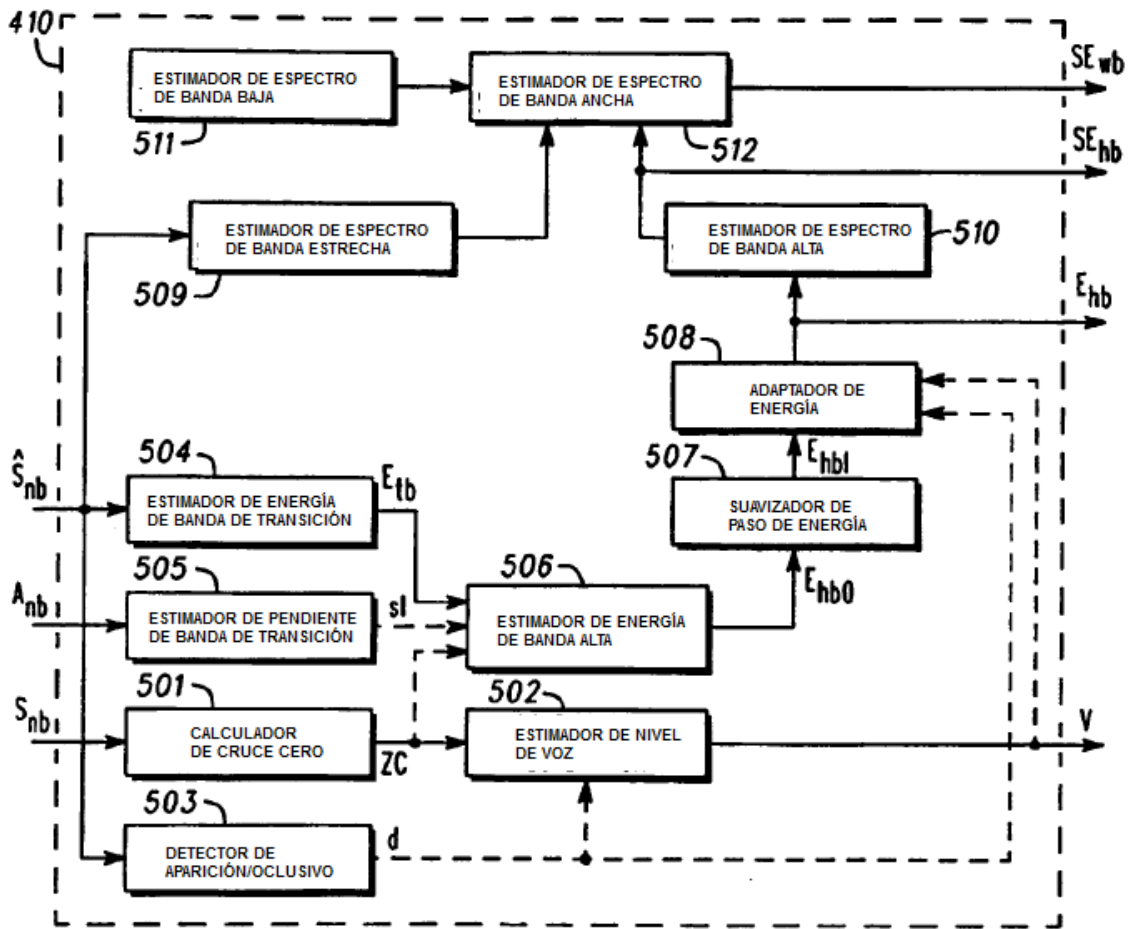 410
ESTIMADOR DE ESPECTRO
DE BANDA BAJA
511
ESTIMADOR DE ESPECTRO
DE BANDA ANCHA
512
SEwb
SEhb
ESTIMADOR DE ESPECTRO
DE BANDA ESTRECHA
509
ESTIMADOR DE ESPECTRO
DE BANDA ALTA
510
Ehb
508
ADAPTADOR DE
ENERGÍA
Ehb1
507
SUAVIZADOR DE
PASO DE ENERGÍA
Ehb0
Ŝnb
504
ESTIMADOR DE ENERGÍA
DE BANDA DE TRANSICIÓN
Etb
Anb
505
ESTIMADOR DE PENDIENTE
DE BANDA DE TRANSICIÓN
sl
506
ESTIMADOR DE ENERGÍA
DE BANDA ALTA
Snb
501
CALCULADOR
DE CRUCE CERO
ZC
502
ESTIMADOR DE NIVEL
DE VOZ
V
503
DETECTOR DE
APARICIÓN/OCLUSIVO
d